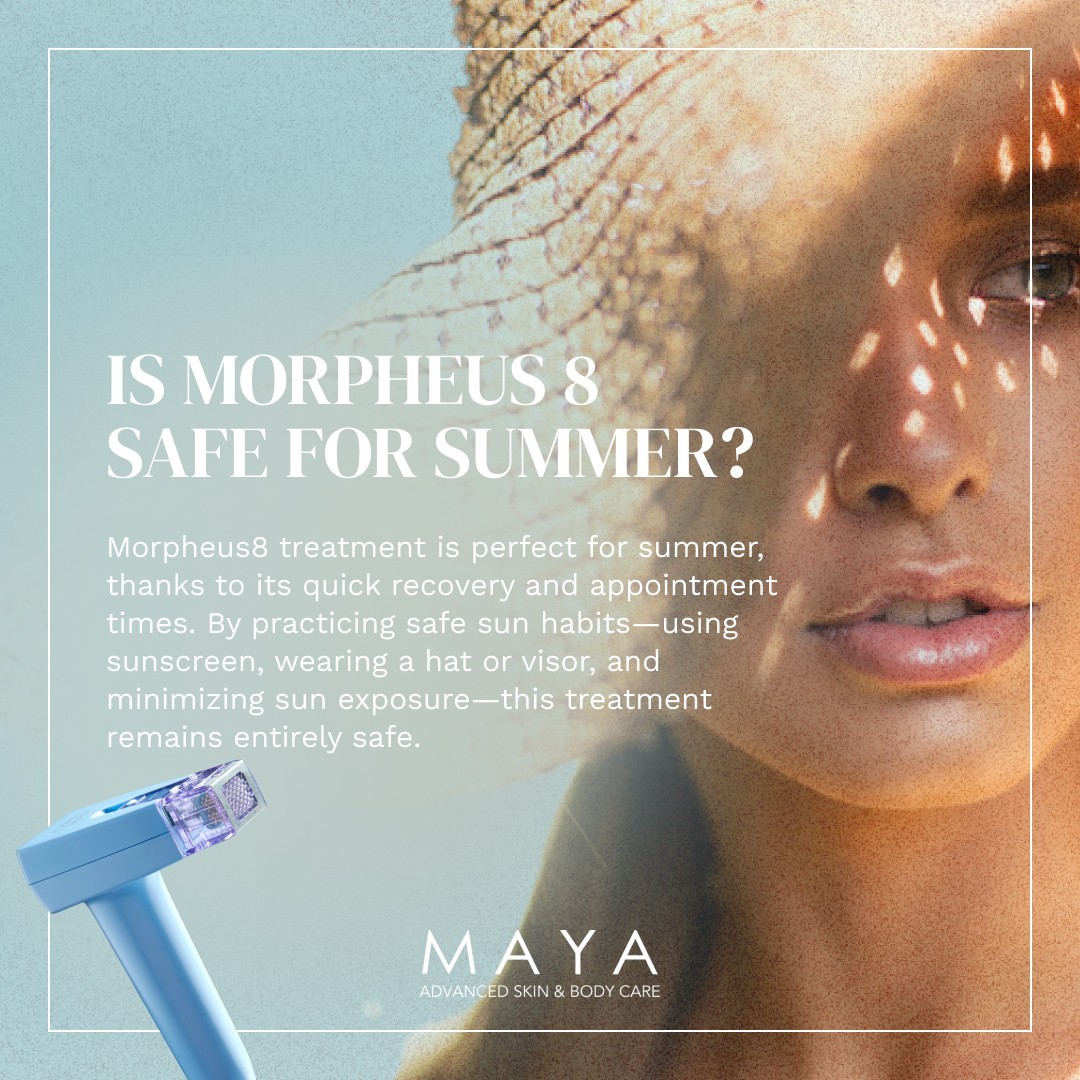 IS MORPHEUS 8
SAFE FOR SUMMER?
Morpheus8 treatment is perfect for summer,
thanks to its quick recovery and appointment
times. By practicing safe sun habits—using
sunscreen, wearing a hat or visor, and
minimizing sun exposure—this treatment
remains entirely safe.
MAYA
ADVANCED SKIN & BODY CARE